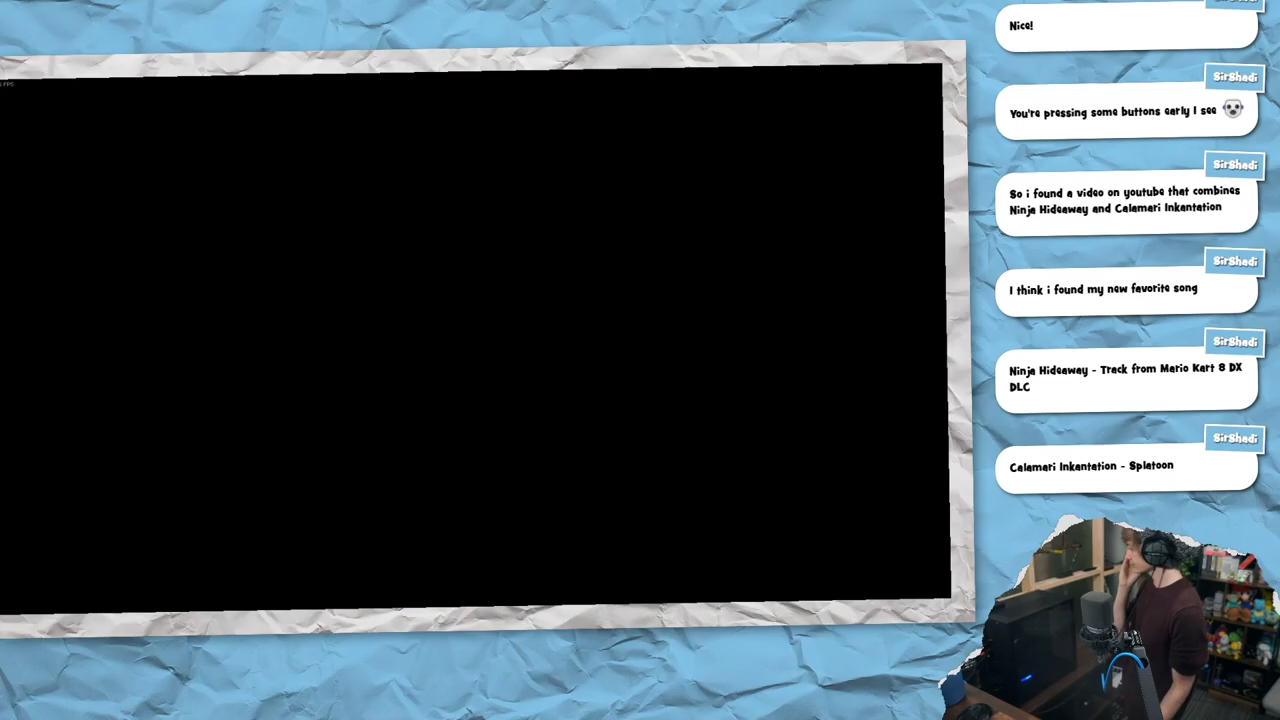 FPS
Nice!
SirShadi
You're pressing some buttons early I see
SirShadi
So i found a video on youtube that combines
Ninja Hideaway and Calamari Inkantation
SirShadi
I think i found my new favorite song
SirShadi
Ninja Hideaway - Track from Mario Kart 8 DX
DLC
SirShadi
Calamari Inkantation - Splatoon